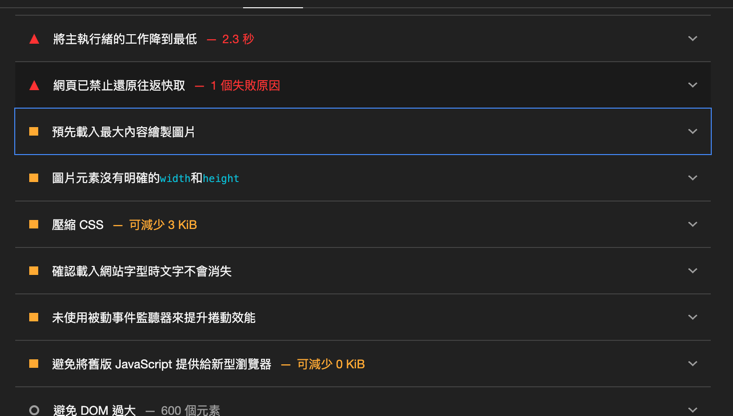 將主執行緒的工作降到最低 — 2.3 秒
網頁已禁止還原往返快取 — 1 個失敗原因
預先載入最大內容繪製圖片
圖片元素沒有明確的width和height
壓縮 CSS — 可減少 3 KiB
確認載入網站字型時文字不會消失
未使用被動事件監聽器來提升捲動效能
避免將舊版 JavaScript 提供給新型瀏覽器 — 可減少 0 KiB
避免 DOM 過大 — 600 個元素